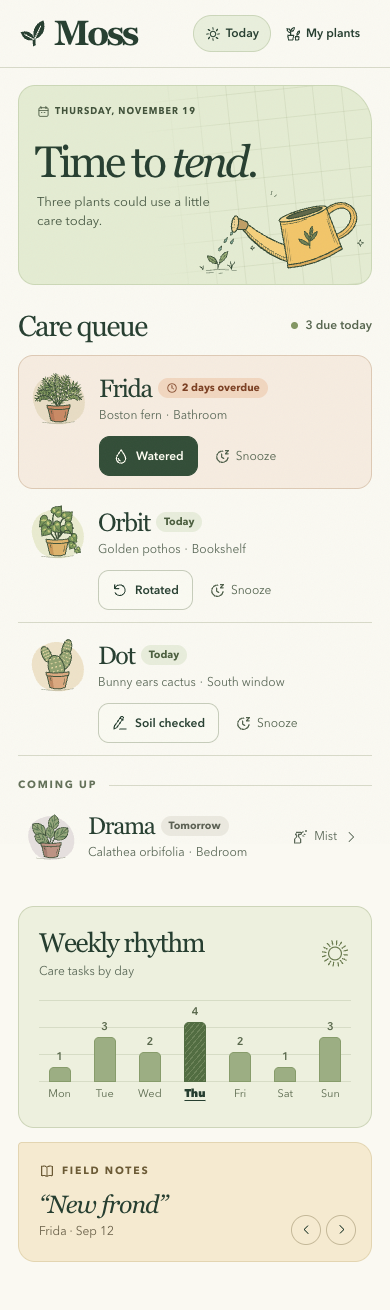 Moss
Today
My plants
THURSDAY, NOVEMBER 19
Time to tend.
Three plants could use a little
care today.
Care queue
3 due today
Frida
2 days overdue
Boston fern · Bathroom
Watered
Snooze
Orbit
Today
Golden pothos · Bookshelf
Rotated
Snooze
Dot
Today
Bunny ears cactus · South window
Soil checked
Snooze
COMING UP
Drama
Tomorrow
Calathea orbifolia · Bedroom
Mist
Weekly rhythm
Care tasks by day
1 3 2 4 2 1 3
Mon Tue Wed Thu Fri Sat Sun
FIELD NOTES
“New frond”
Frida · Sep 12